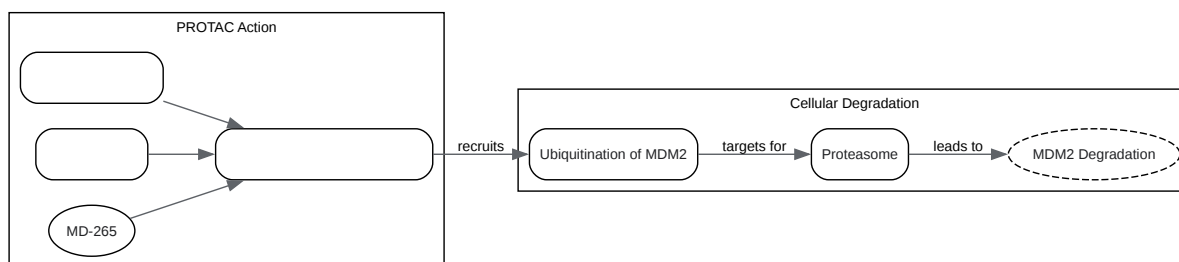 PROTAC Action
MD-265
recruits
Cellular Degradation
Ubiquitination of MDM2
targets for
Proteasome
leads to
MDM2 Degradation